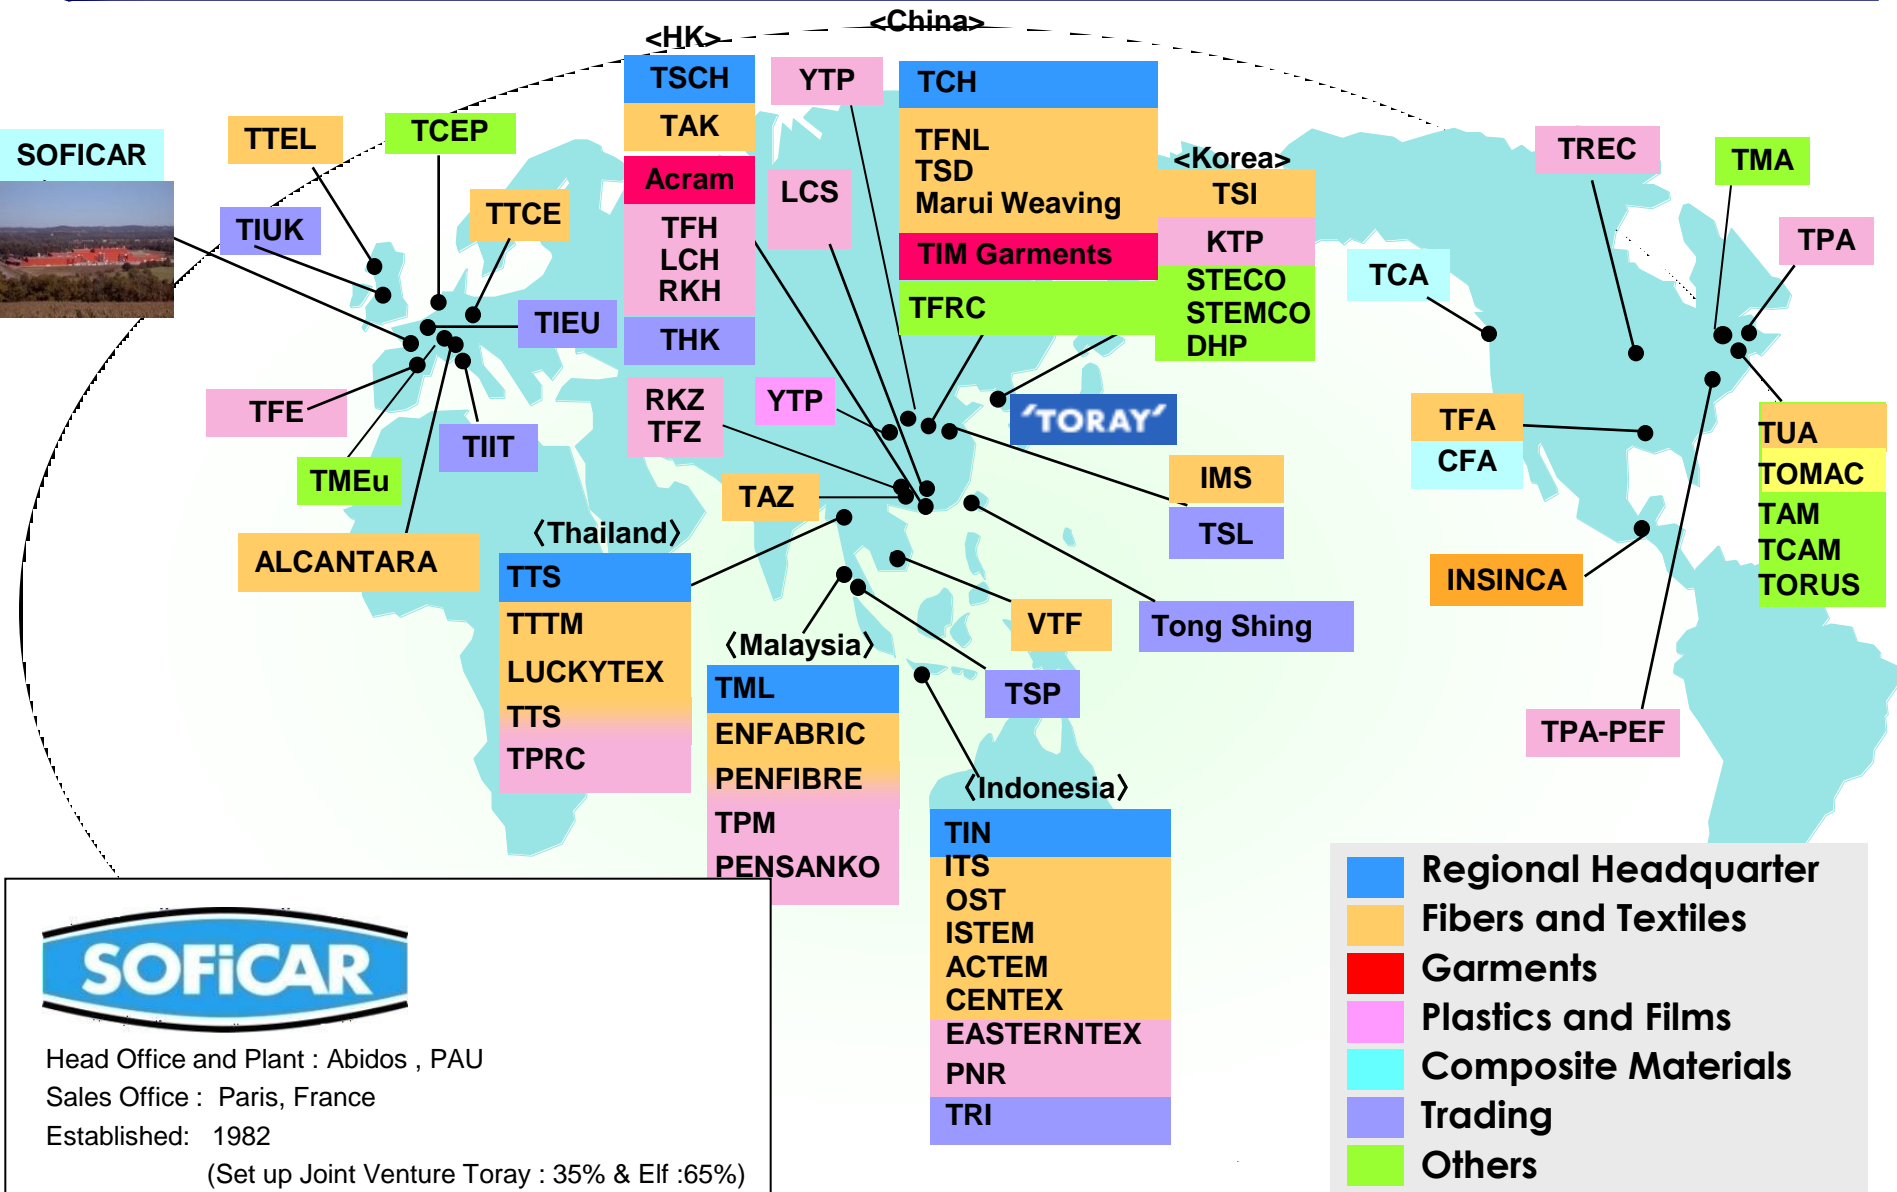 <China>
<HK>
TSCH
TAK
Acram
TFH
LCH
RKH
THK
YTP
LCS
TCH
TFNL
TSD
Marui Weaving
TIM Garments
TFRC
<Korea>
TSI
KTP
STECO
STEMCO
DHP
SOFICAR
TTEL
TCEP
TIUK
TTCE
TIEU
TFE
TIIT
TMEu
ALCANTARA
RKZ
TFZ
YTP
TAZ
'TORAY'
IMS
TSL
TREC
TMA
TPA
TCA
TFA
CFA
TUA
TOMAC
TAM
TCAM
TORUS
INSINCA
TPA-PEF
〈Thailand〉
TTS
TTTM
LUCKYTEX
TTS
TPRC
〈Malaysia〉
TML
ENFABRIC
PENFIBRE
TPM
PENSANKO
VTF
Tong Shing
TSP
〈Indonesia〉
TIN
ITS
OST
ISTEM
ACTEM
CENTEX
EASTERNTEX
PNR
TRI
SOFiCAR
Head Office and Plant : Abidos , PAU
Sales Office : Paris, France
Established: 1982
(Set up Joint Venture Toray : 35% & Elf :65%)
Regional Headquarter
Fibers and Textiles
Garments
Plastics and Films
Composite Materials
Trading
Others